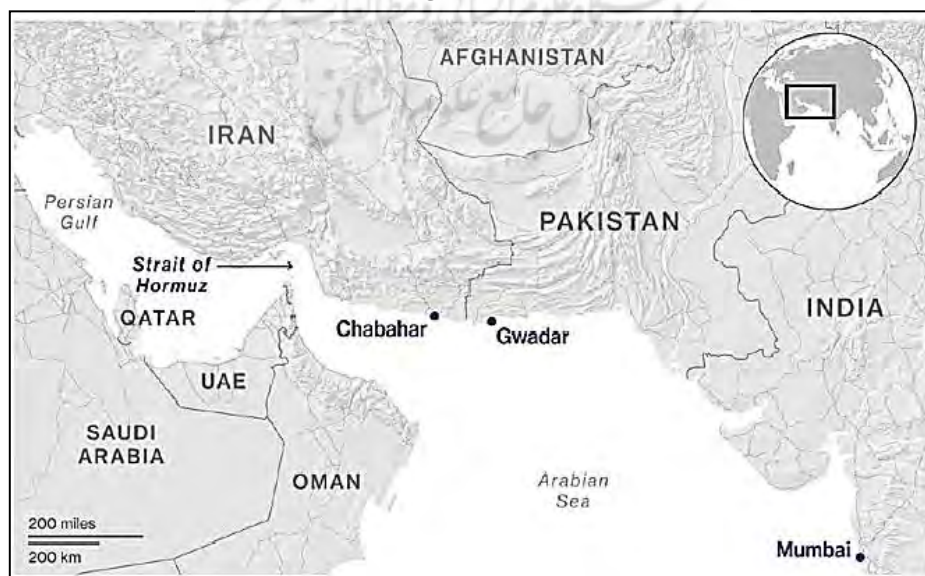 AFGHANISTAN
IRAN
Persian
Gulf
PAKISTAN
Strait of
Hormuz
QATAR
Chabahar
Gwadar
INDIA
UAE
SAUDI
ARABIA
OMAN
Arabian
Sea
200 miles
200 km
Mumbai